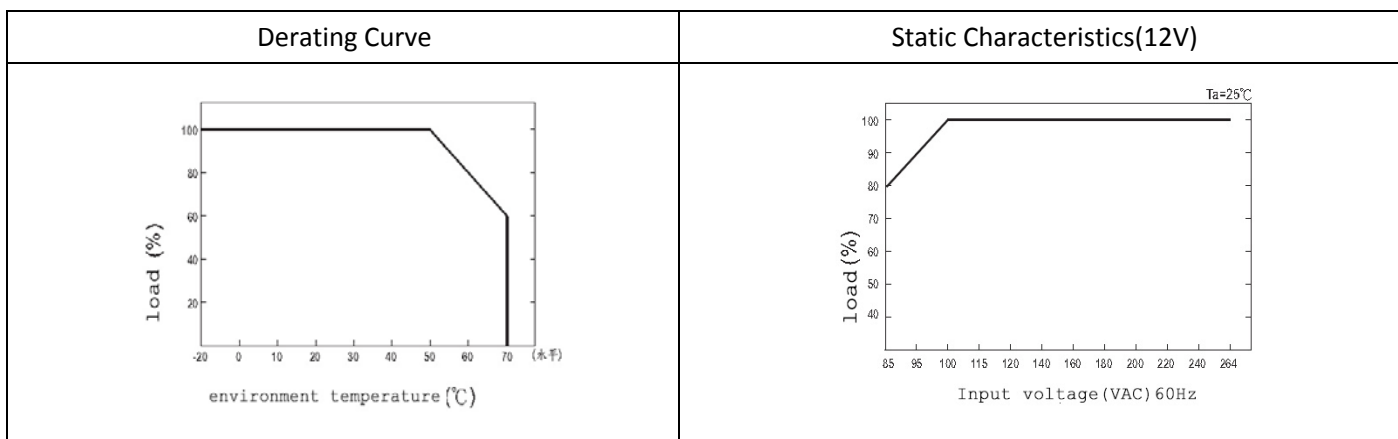 Derating Curve
Static Characteristics(12V)
100
80
60
40
20
load (%)
-20 0 10 20 30 40 50 60 70 (水平)
environment temperature(℃)
Ta=25℃
100
90
80
70
60
50
40
load(%)
85 95 100 115 120 140 160 180 200 220 240 264
Input voltage(VAC)60Hz